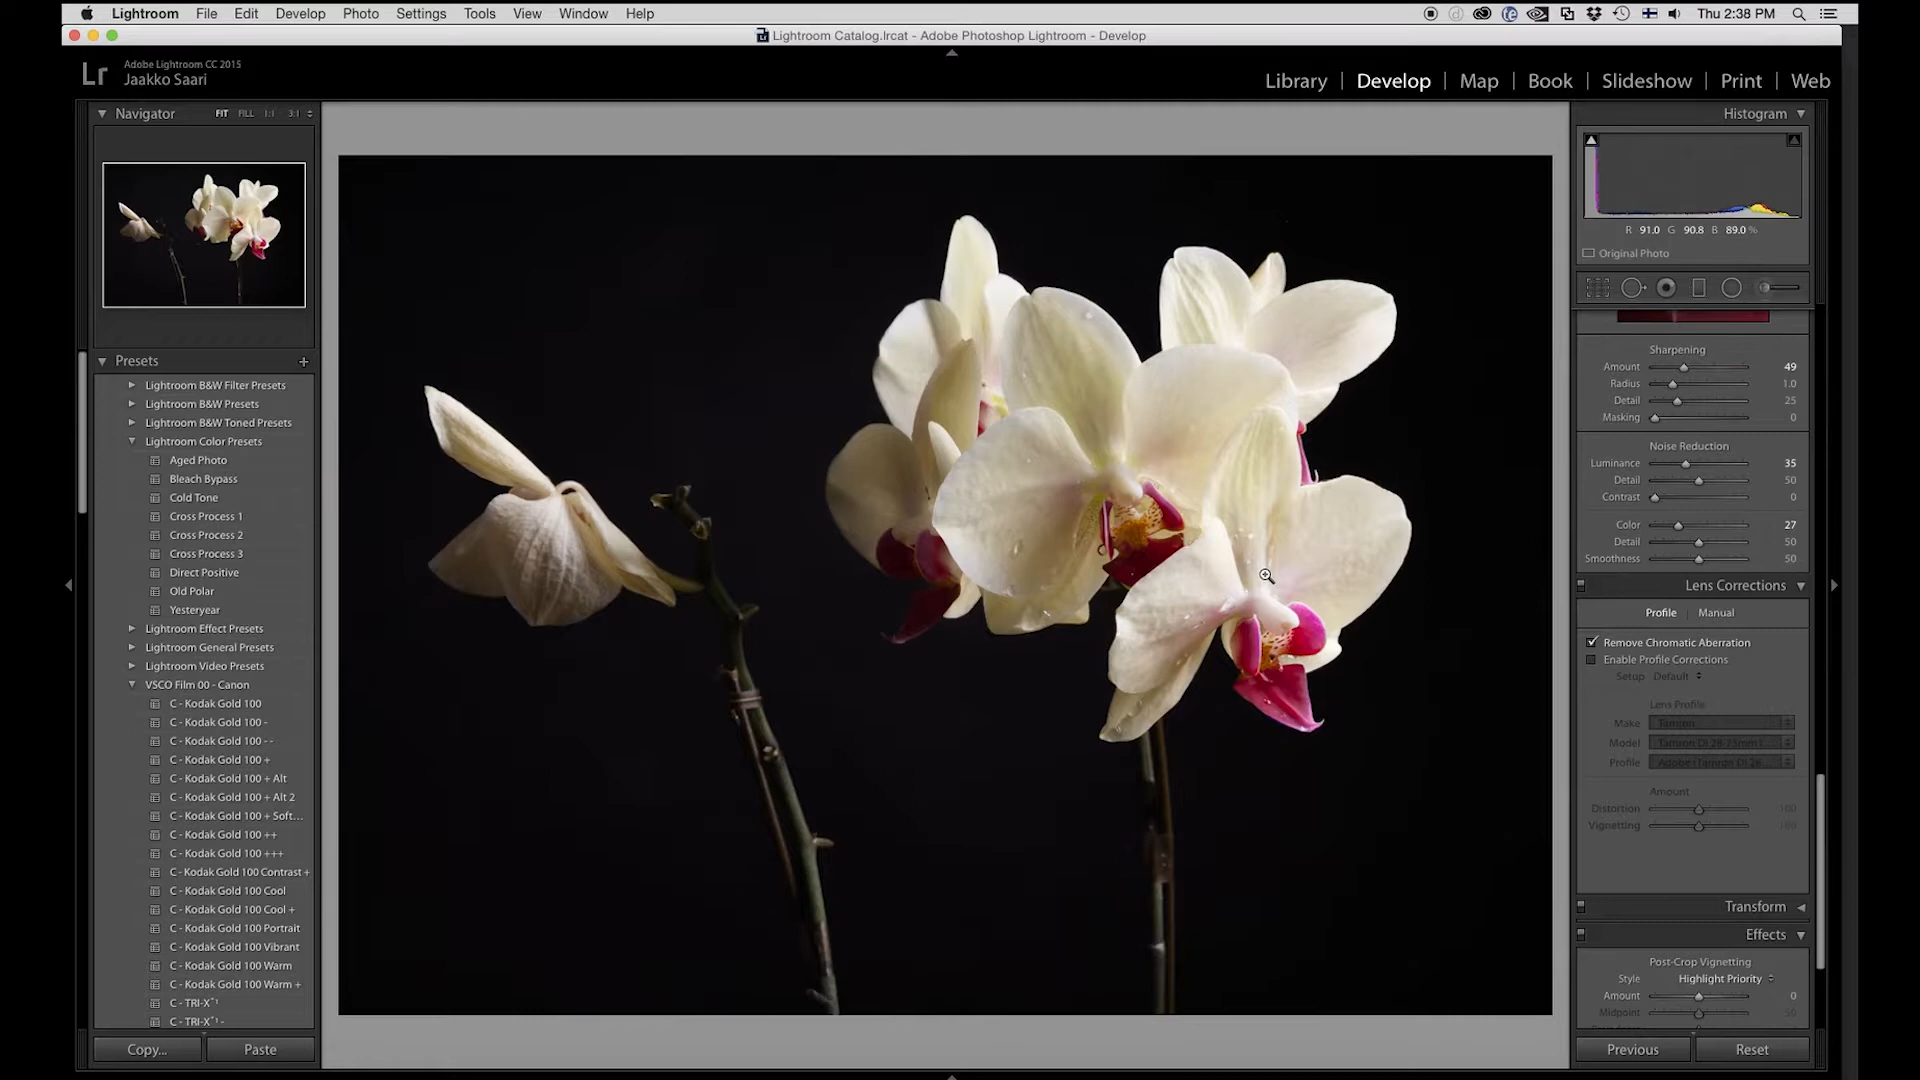 Lightroom File Edit Develop Photo Settings Tools View Window Help Thu 2:38 PM
Lightroom Catalog.lrcat - Adobe Photoshop Lightroom - Develop
Lr Adobe Lightroom CC 2015
Jaakko Saari
Library | Develop | Map | Book | Slideshow | Print | Web
Navigator FIT FILL 1:1 3:1
Presets +
Lightroom B&W Filter Presets
Lightroom B&W Presets
Lightroom B&W Toned Presets
Lightroom Color Presets
Aged Photo
Bleach Bypass
Cold Tone
Cross Process 1
Cross Process 2
Cross Process 3
Direct Positive
Old Polar
Yesteryear
Lightroom Effect Presets
Lightroom General Presets
Lightroom Video Presets
VSCO Film 00 - Canon
C - Kodak Gold 100
C - Kodak Gold 100 -
C - Kodak Gold 100 - -
C - Kodak Gold 100 +
C - Kodak Gold 100 + Alt
C - Kodak Gold 100 + Alt 2
C - Kodak Gold 100 + Soft...
C - Kodak Gold 100 ++
C - Kodak Gold 100 +++
C - Kodak Gold 100 Contrast +
C - Kodak Gold 100 Cool
C - Kodak Gold 100 Cool +
C - Kodak Gold 100 Portrait
C - Kodak Gold 100 Vibrant
C - Kodak Gold 100 Warm
C - Kodak Gold 100 Warm +
C - TRI-X
C - TRI-X -
Copy... Paste
Histogram
R 91.0 G 90.8 B 89.0 %
Original Photo
Sharpening
Amount 49
Radius 1.0
Detail 25
Masking 0
Noise Reduction
Luminance 35
Detail 50
Contrast 0
Color 27
Detail 50
Smoothness 50
Lens Corrections
Profile | Manual
Remove Chromatic Aberration
Enable Profile Corrections
Setup Default
Lens Profile
Make Tamron
Model
Profile
Amount
Distortion 100
Vignetting 100
Transform
Effects
Post-Crop Vignetting
Style Highlight Priority
Amount 0
Midpoint 50
Previous Reset